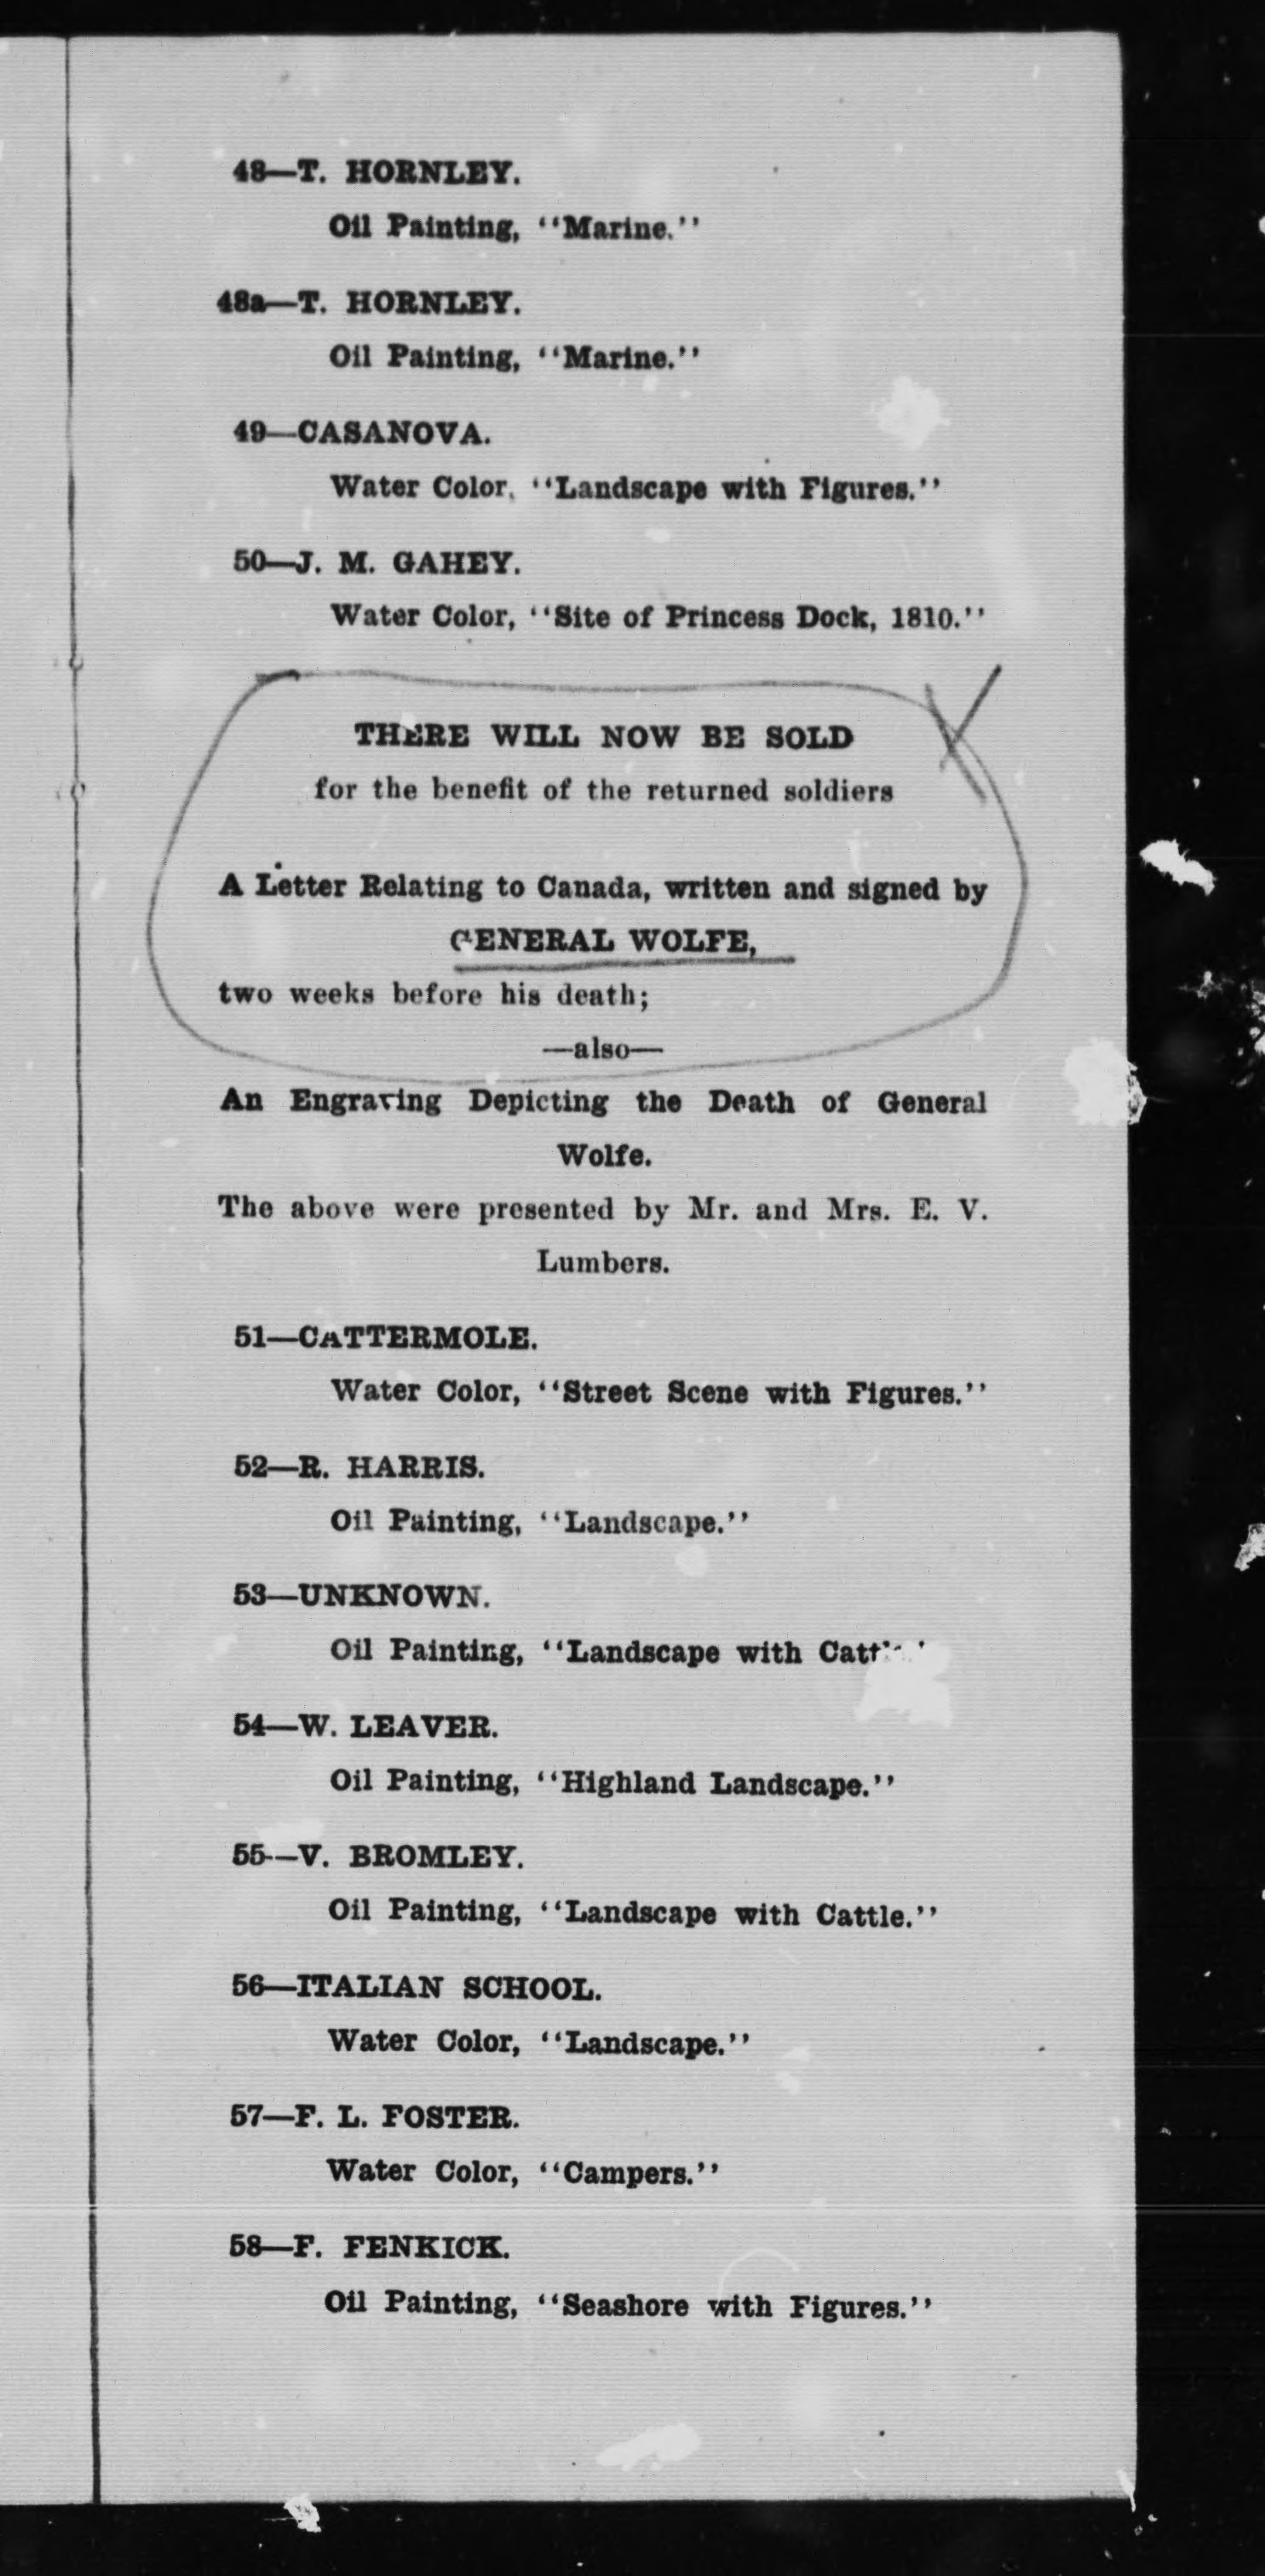 48—T. HORNLEY.
Oil Painting, ‘‘Marine.’’
48a—T. HORNLEY.
Oil Painting, ‘‘Marine.’’
49—CASANOVA.
Water Color, ‘‘Landscape with Figures.’’
50—J. M. GAHEY.
Water Color, ‘‘Site of Princess Dock, 1810.’’
THERE WILL NOW BE SOLD
for the benefit of the returned soldiers
A Letter Relating to Canada, written and signed by
GENERAL WOLFE,
two weeks before his death;
—also—
An Engraving Depicting the Death of General
Wolfe.
The above were presented by Mr. and Mrs. E. V.
Lumbers.
51—CATTERMOLE.
Water Color, ‘‘Street Scene with Figures.’’
52—R. HARRIS.
Oil Painting, ‘‘Landscape.’’
53—UNKNOWN.
Oil Painting, ‘‘Landscape with
54—W. LEAVER.
Oil Painting, ‘‘Highland Landscape.’’
55—V. BROMLEY.
Oil Painting, ‘‘Landscape with Cattle.’’
56—ITALIAN SCHOOL.
Water Color, ‘‘Landscape.’’
57—F. L. FOSTER.
Water Color, ‘‘Campers.’’
58—F. FENKICK.
Oil Painting, ‘‘Seashore with Figures.’’